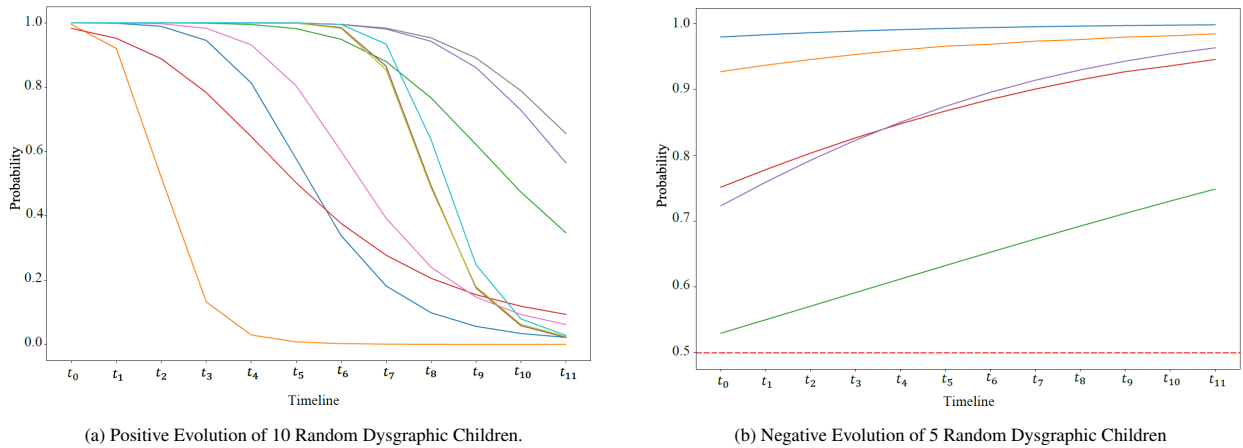 Probability
1.0
0.8
0.6
0.4
0.2
0.0
t₀ t₁ t₂ t₃ t₄ t₅ t₆ t₇ t₈ t₉ t₁₀ t₁₁
Timeline
(a) Positive Evolution of 10 Random Dysgraphic Children.
Probability
1.0
0.9
0.8
0.7
0.6
0.5
t₀ t₁ t₂ t₃ t₄ t₅ t₆ t₇ t₈ t₉ t₁₀ t₁₁
Timeline
(b) Negative Evolution of 5 Random Dysgraphic Children